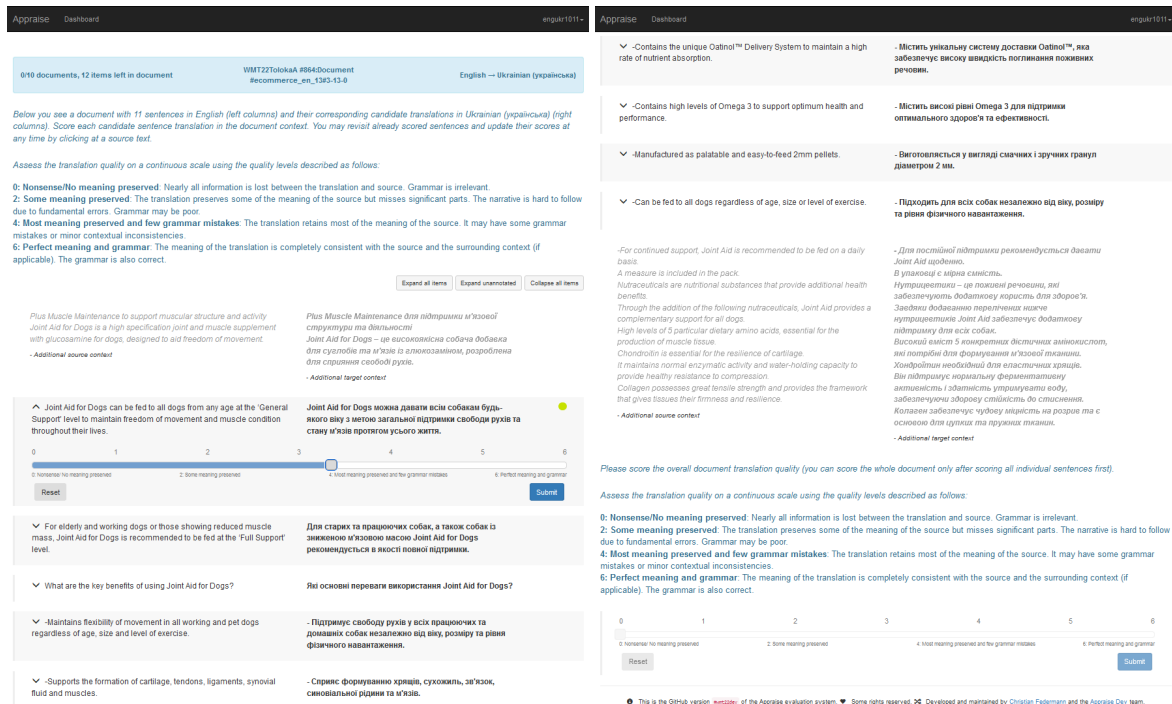 Appraise Dashboard engukr1011
0/10 documents, 12 items left in document
WMT22TolokaA #864:Document
#ecommerce_en_13#3-13-0
English → Ukrainian (українська)
Below you see a document with 11 sentences in English (left columns) and their corresponding candidate translations in Ukrainian (українська) (right
columns). Score each candidate sentence translation in the document context. You may revisit already scored sentences and update their scores at
any time by clicking at a source text.
Assess the translation quality on a continuous scale using the quality levels described as follows:
0: Nonsense/No meaning preserved: Nearly all information is lost between the translation and source. Grammar is irrelevant.
2: Some meaning preserved: The translation preserves some of the meaning of the source but misses significant parts. The narrative is hard to follow
due to fundamental errors. Grammar may be poor.
4: Most meaning preserved and few grammar mistakes: The translation retains most of the meaning of the source. It may have some grammar
mistakes or minor contextual inconsistencies.
6: Perfect meaning and grammar: The meaning of the translation is completely consistent with the source and the surrounding context (if
applicable). The grammar is also correct.
Expand all items Expand unannotated Collapse all items
Plus Muscle Maintenance to support muscular structure and activity
Joint Aid for Dogs is a high specification joint and muscle supplement
with glucosamine for dogs, designed to aid freedom of movement.
- Additional source context
Plus Muscle Maintenance для підтримки м'язової
структури та діяльності
Joint Aid for Dogs – це високоякісна собача добавка
для суглобів та м'язів із глюкозаміном, розроблена
для сприяння свободі рухів.
- Additional target context
Joint Aid for Dogs can be fed to all dogs from any age at the 'General
Support' level to maintain freedom of movement and muscle condition
throughout their lives.
Joint Aid for Dogs можна давати всім собакам будь-
якого віку з метою загальної підтримки свободи рухів та
стану м'язів протягом усього життя.
0 1 2 3 4 5 6
0: Nonsense/ No meaning preserved 2: Some meaning preserved 4: Most meaning preserved and few grammar mistakes 6: Perfect meaning and grammar
Reset Submit
For elderly and working dogs or those showing reduced muscle
mass, Joint Aid for Dogs is recommended to be fed at the 'Full Support'
level.
Для старих та працюючих собак, а також собак із
зниженою м'язовою масою Joint Aid for Dogs
рекомендується в якості повної підтримки.
What are the key benefits of using Joint Aid for Dogs?
Які основні переваги використання Joint Aid for Dogs?
-Maintains flexibility of movement in all working and pet dogs
regardless of age, size and level of exercise.
- Підтримує свободу рухів у всіх працюючих та
домашніх собак незалежно від віку, розміру та рівня
фізичного навантаження.
-Supports the formation of cartilage, tendons, ligaments, synovial
fluid and muscles.
- Сприяє формуванню хрящів, сухожиль, зв'язок,
синовіальної рідини та м'язів.
Appraise Dashboard engukr1011
-Contains the unique Oatinol™ Delivery System to maintain a high
rate of nutrient absorption.
- Містить унікальну систему доставки Oatinol™, яка
забезпечує високу швидкість поглинання поживних
речовин.
-Contains high levels of Omega 3 to support optimum health and
performance.
- Містить високі рівні Omega 3 для підтримки
оптимального здоров'я та ефективності.
-Manufactured as palatable and easy-to-feed 2mm pellets.
- Виготовляється у вигляді смачних і зручних гранул
діаметром 2 мм.
-Can be fed to all dogs regardless of age, size or level of exercise.
- Підходить для всіх собак незалежно від віку, розміру
та рівня фізичного навантаження.
-For continued support, Joint Aid is recommended to be fed on a daily
basis.
A measure is included in the pack.
Nutraceuticals are nutritional substances that provide additional health
benefits.
Through the addition of the following nutraceuticals, Joint Aid provides a
complementary support for all dogs.
High levels of 5 particular dietary amino acids, essential for the
production of muscle tissue.
Chondroitin is essential for the resilience of cartilage.
It maintains normal enzymatic activity and water-holding capacity to
provide healthy resistance to compression.
Collagen possesses great tensile strength and provides the framework
that gives tissues their firmness and resilience.
- Additional source context
- Для постійної підтримки рекомендується давати
Joint Aid щоденно.
В упаковці є мірна ємність.
Нутрицевтики – це поживні речовини, які
забезпечують додаткову користь для здоров'я.
Завдяки додаванню перелічених нижче
нутрицевтиків Joint Aid забезпечує додаткову
підтримку для всіх собак.
Високий вміст 5 конкретних дієтичних амінокислот,
які потрібні для формування м'язової тканини.
Хондроїтин необхідний для еластичних хрящів.
Він підтримує нормальну ферментативну
активність і здатність утримувати воду,
забезпечуючи здорову стійкість до стиснення.
Колаген забезпечує чудову міцність на розрив та є
основою для цупких та пружних тканин.
- Additional target context
Please score the overall document translation quality (you can score the whole document only after scoring all individual sentences first).
Assess the translation quality on a continuous scale using the quality levels described as follows:
0: Nonsense/No meaning preserved: Nearly all information is lost between the translation and source. Grammar is irrelevant.
2: Some meaning preserved: The translation preserves some of the meaning of the source but misses significant parts. The narrative is hard to follow
due to fundamental errors. Grammar may be poor.
4: Most meaning preserved and few grammar mistakes: The translation retains most of the meaning of the source. It may have some grammar
mistakes or minor contextual inconsistencies.
6: Perfect meaning and grammar: The meaning of the translation is completely consistent with the source and the surrounding context (if
applicable). The grammar is also correct.
0 1 2 3 4 5 6
0: Nonsense/ No meaning preserved 2: Some meaning preserved 4: Most meaning preserved and few grammar mistakes 6: Perfect meaning and grammar
Reset Submit
This is the GitHub version #wmt22dev of the Appraise evaluation system. Some rights reserved. Developed and maintained by Christian Federmann and the Appraise Dev team.